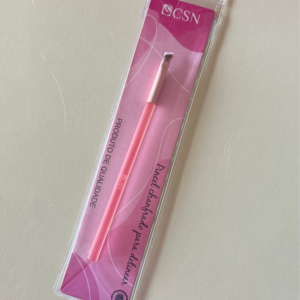 CSN
PRODUTO DE QUALIDADE
Pincel chanfrado para delinear